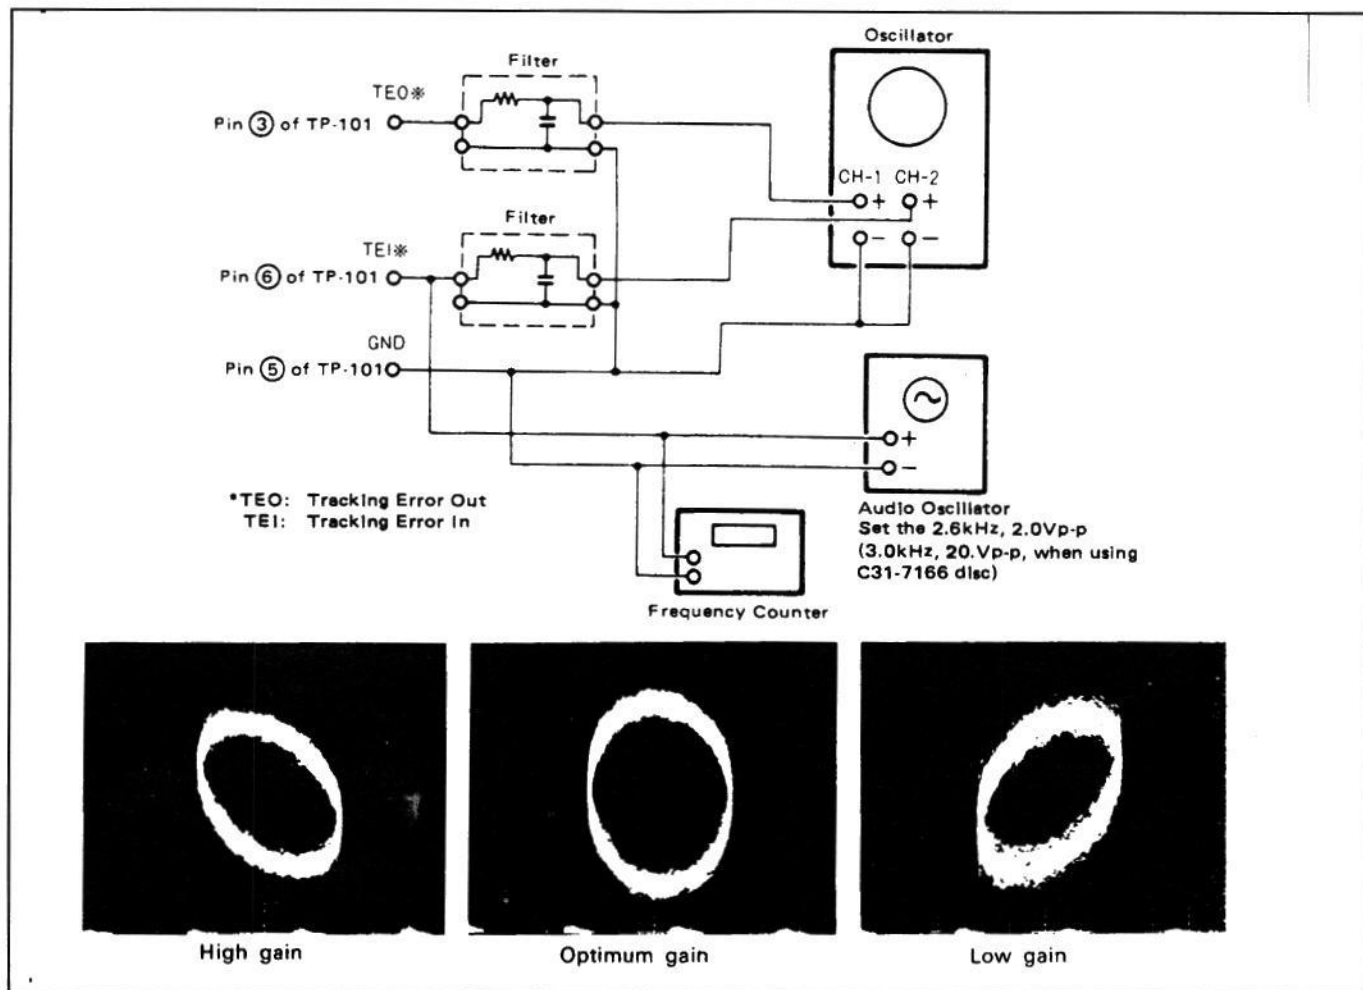 Oscillator
Filter
TEO※
Pin ③ of TP-101
CH-1 CH-2
+ +
- -
Filter
TEI※
Pin ⑥ of TP-101
GND
Pin ⑤ of TP-101
+
-
*TEO: Tracking Error Out
TEI: Tracking Error In
Audio Oscillator
Set the 2.6kHz, 2.0Vp-p
(3.0kHz, 20.Vp-p, when using
C31-7166 disc)
Frequency Counter
High gain
Optimum gain
Low gain